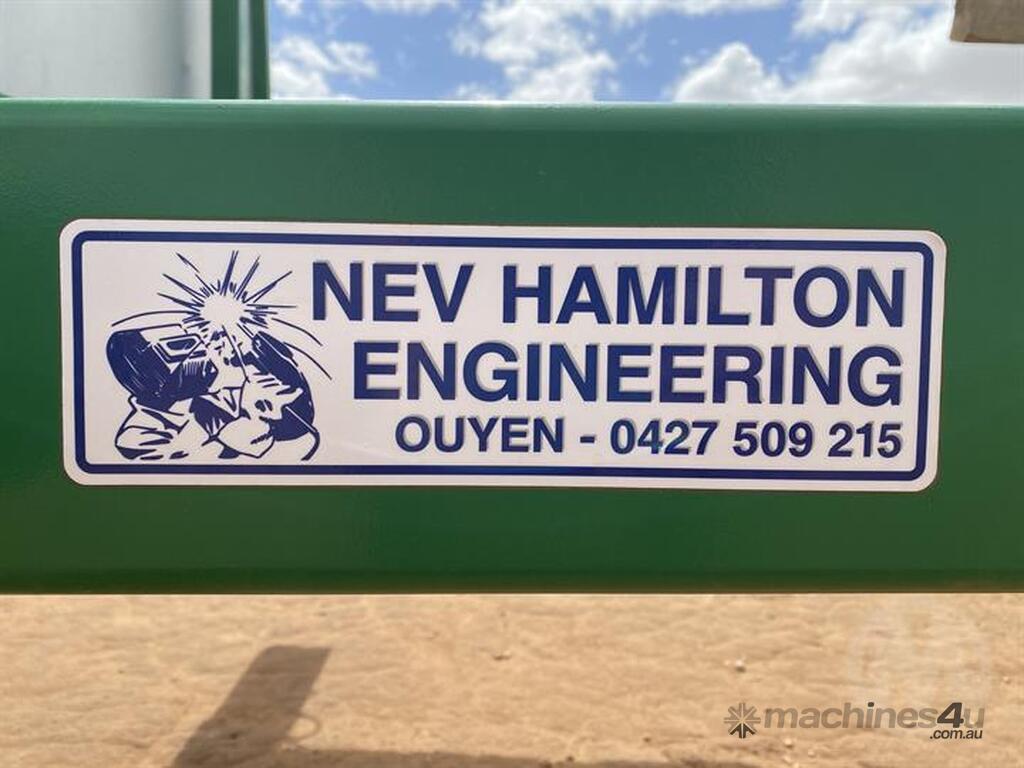 NEV HAMILTON
ENGINEERING
OUYEN - 0427 509 215
machines4u
.com.au